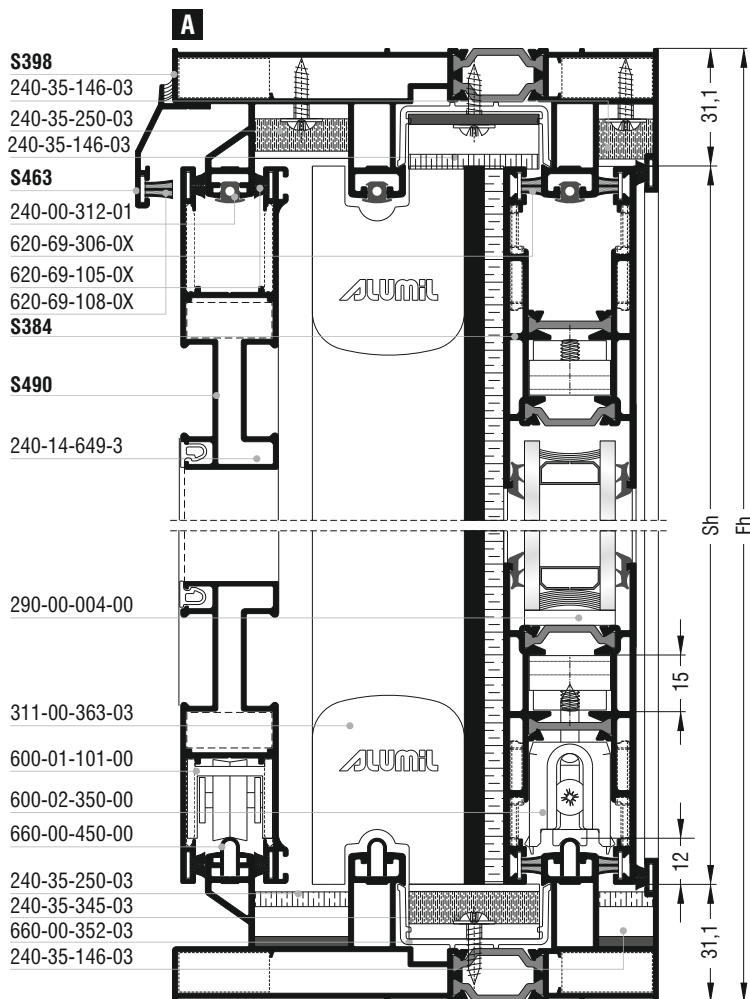 A
S398
240-35-146-03
240-35-250-03
240-35-146-03
S463
240-00-312-01
620-69-306-0X
620-69-105-0X
620-69-108-0X
S384
S490
240-14-649-3
290-00-004-00
311-00-363-03
600-01-101-00
600-02-350-00
660-00-450-00
240-35-250-03
240-35-345-03
660-00-352-03
240-35-146-03
ALUMIL
ALUMIL
31,1
Sh
Fh
15
12
31,1